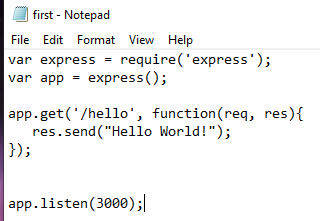 first - Notepad
File Edit Format View Help
var express = require('express');
var app = express();
app.get('/hello', function(req, res){
   res.send("Hello World!");
});
app.listen(3000);